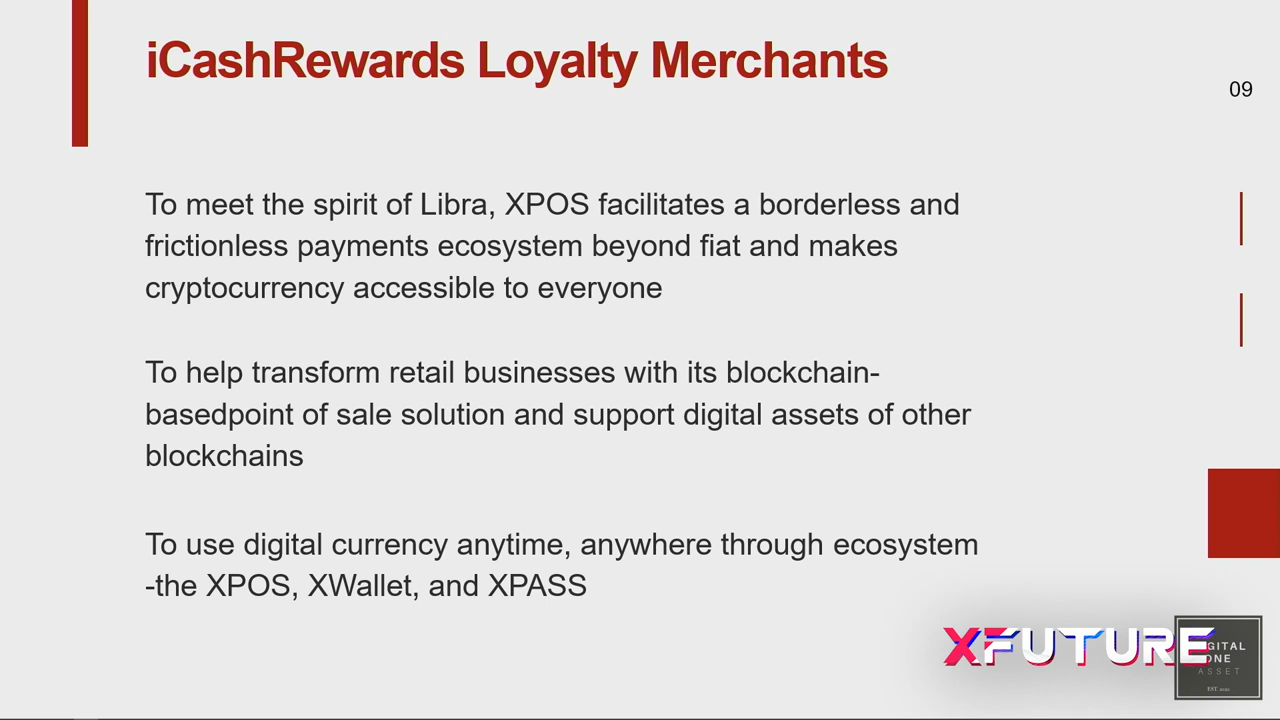 iCashRewards Loyalty Merchants
09
To meet the spirit of Libra, XPOS facilitates a borderless and
frictionless payments ecosystem beyond fiat and makes
cryptocurrency accessible to everyone
To help transform retail businesses with its blockchain-
basedpoint of sale solution and support digital assets of other
blockchains
To use digital currency anytime, anywhere through ecosystem
-the XPOS, XWallet, and XPASS
XFUTURE
ASSET